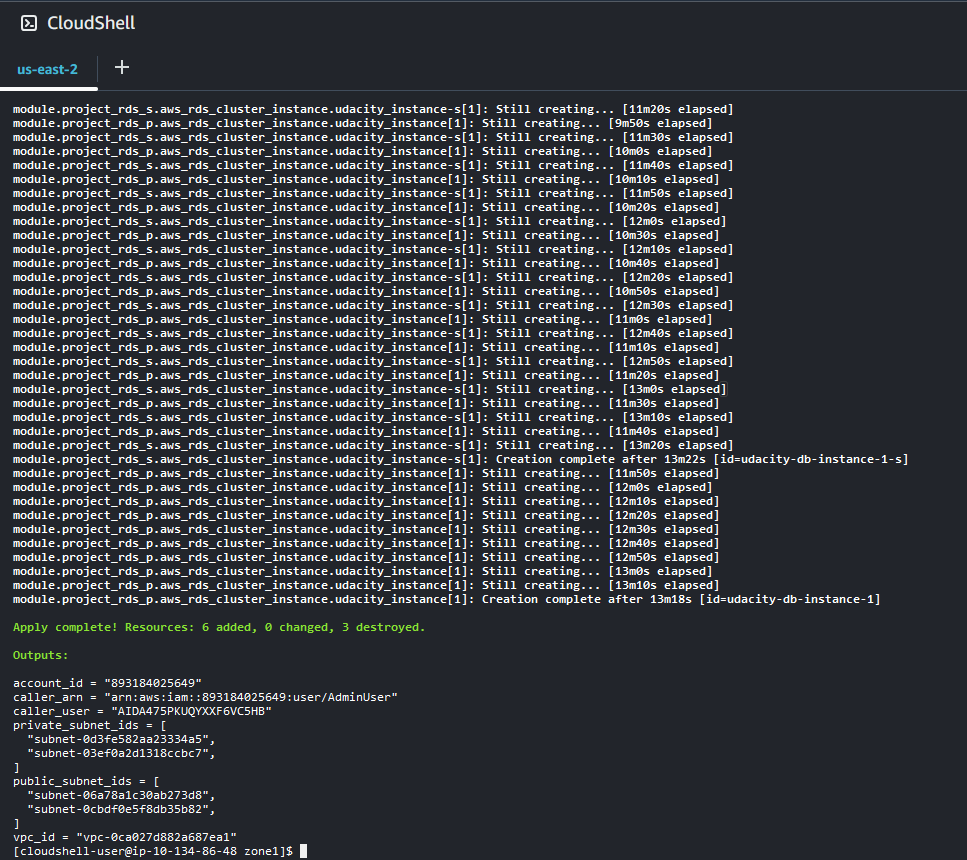 CloudShell
us-east-2 +
module.project_rds_s.aws_rds_cluster_instance.udacity_instance-s[1]: Still creating... [11m20s elapsed]
module.project_rds_p.aws_rds_cluster_instance.udacity_instance[1]: Still creating... [9m50s elapsed]
module.project_rds_s.aws_rds_cluster_instance.udacity_instance-s[1]: Still creating... [11m30s elapsed]
module.project_rds_p.aws_rds_cluster_instance.udacity_instance[1]: Still creating... [10m0s elapsed]
module.project_rds_s.aws_rds_cluster_instance.udacity_instance-s[1]: Still creating... [11m40s elapsed]
module.project_rds_p.aws_rds_cluster_instance.udacity_instance[1]: Still creating... [10m10s elapsed]
module.project_rds_s.aws_rds_cluster_instance.udacity_instance-s[1]: Still creating... [11m50s elapsed]
module.project_rds_p.aws_rds_cluster_instance.udacity_instance[1]: Still creating... [10m20s elapsed]
module.project_rds_s.aws_rds_cluster_instance.udacity_instance-s[1]: Still creating... [12m0s elapsed]
module.project_rds_p.aws_rds_cluster_instance.udacity_instance[1]: Still creating... [10m30s elapsed]
module.project_rds_s.aws_rds_cluster_instance.udacity_instance-s[1]: Still creating... [12m10s elapsed]
module.project_rds_p.aws_rds_cluster_instance.udacity_instance[1]: Still creating... [10m40s elapsed]
module.project_rds_s.aws_rds_cluster_instance.udacity_instance-s[1]: Still creating... [12m20s elapsed]
module.project_rds_p.aws_rds_cluster_instance.udacity_instance[1]: Still creating... [10m50s elapsed]
module.project_rds_s.aws_rds_cluster_instance.udacity_instance-s[1]: Still creating... [12m30s elapsed]
module.project_rds_p.aws_rds_cluster_instance.udacity_instance[1]: Still creating... [11m0s elapsed]
module.project_rds_s.aws_rds_cluster_instance.udacity_instance-s[1]: Still creating... [12m40s elapsed]
module.project_rds_p.aws_rds_cluster_instance.udacity_instance[1]: Still creating... [11m10s elapsed]
module.project_rds_s.aws_rds_cluster_instance.udacity_instance-s[1]: Still creating... [12m50s elapsed]
module.project_rds_p.aws_rds_cluster_instance.udacity_instance[1]: Still creating... [11m20s elapsed]
module.project_rds_s.aws_rds_cluster_instance.udacity_instance-s[1]: Still creating... [13m0s elapsed]
module.project_rds_p.aws_rds_cluster_instance.udacity_instance[1]: Still creating... [11m30s elapsed]
module.project_rds_s.aws_rds_cluster_instance.udacity_instance-s[1]: Still creating... [13m10s elapsed]
module.project_rds_p.aws_rds_cluster_instance.udacity_instance[1]: Still creating... [11m40s elapsed]
module.project_rds_s.aws_rds_cluster_instance.udacity_instance-s[1]: Still creating... [13m20s elapsed]
module.project_rds_s.aws_rds_cluster_instance.udacity_instance-s[1]: Creation complete after 13m22s [id=udacity-db-instance-1-s]
module.project_rds_p.aws_rds_cluster_instance.udacity_instance[1]: Still creating... [11m50s elapsed]
module.project_rds_p.aws_rds_cluster_instance.udacity_instance[1]: Still creating... [12m0s elapsed]
module.project_rds_p.aws_rds_cluster_instance.udacity_instance[1]: Still creating... [12m10s elapsed]
module.project_rds_p.aws_rds_cluster_instance.udacity_instance[1]: Still creating... [12m20s elapsed]
module.project_rds_p.aws_rds_cluster_instance.udacity_instance[1]: Still creating... [12m30s elapsed]
module.project_rds_p.aws_rds_cluster_instance.udacity_instance[1]: Still creating... [12m40s elapsed]
module.project_rds_p.aws_rds_cluster_instance.udacity_instance[1]: Still creating... [12m50s elapsed]
module.project_rds_p.aws_rds_cluster_instance.udacity_instance[1]: Still creating... [13m0s elapsed]
module.project_rds_p.aws_rds_cluster_instance.udacity_instance[1]: Still creating... [13m10s elapsed]
module.project_rds_p.aws_rds_cluster_instance.udacity_instance[1]: Creation complete after 13m18s [id=udacity-db-instance-1]
Apply complete! Resources: 6 added, 0 changed, 3 destroyed.
Outputs:
account_id = "893184025649"
caller_arn = "arn:aws:iam::893184025649:user/AdminUser"
caller_user = "AIDA475PKUQYXXF6VC5HB"
private_subnet_ids = [
  "subnet-0d3fe582aa23334a5",
  "subnet-03ef0a2d1318ccbc7",
]
public_subnet_ids = [
  "subnet-06a78a1c30ab273d8",
  "subnet-0cbdf0e5f8db35b82",
]
vpc_id = "vpc-0ca027d882a687ea1"
[cloudshell-user@ip-10-134-86-48 zone1]$